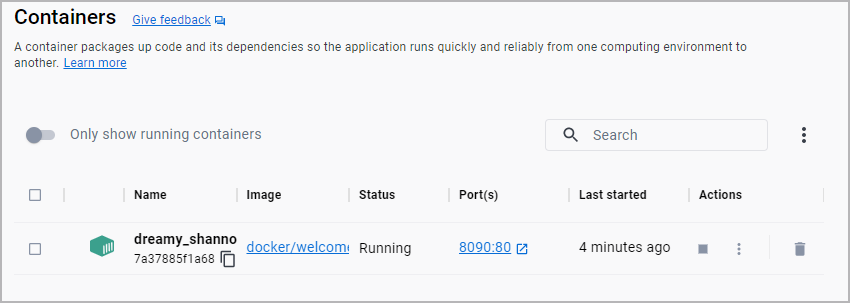 Containers Give feedback
A container packages up code and its dependencies so the application runs quickly and reliably from one computing environment to
another. Learn more
Only show running containers
Search
Name Image Status Port(s) Last started Actions
dreamy_shanno docker/welcome Running 8090:80 4 minutes ago
7a37885f1a68